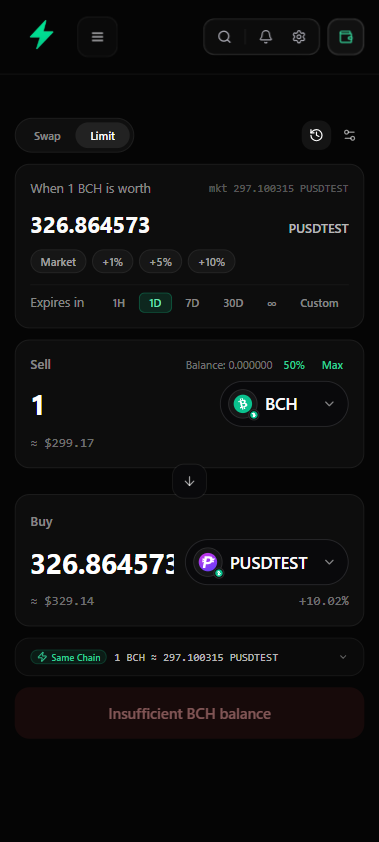 Swap Limit
When 1 BCH is worth mkt 297.100315 PUSDTEST
326.864573 PUSDTEST
Market +1% +5% +10%
Expires in 1H 1D 7D 30D ∞ Custom
Sell Balance: 0.000000 50% Max
1 BCH
≈ $299.17
Buy
326.864573 PUSDTEST
≈ $329.14 +10.02%
Same Chain 1 BCH ≈ 297.100315 PUSDTEST
Insufficient BCH balance